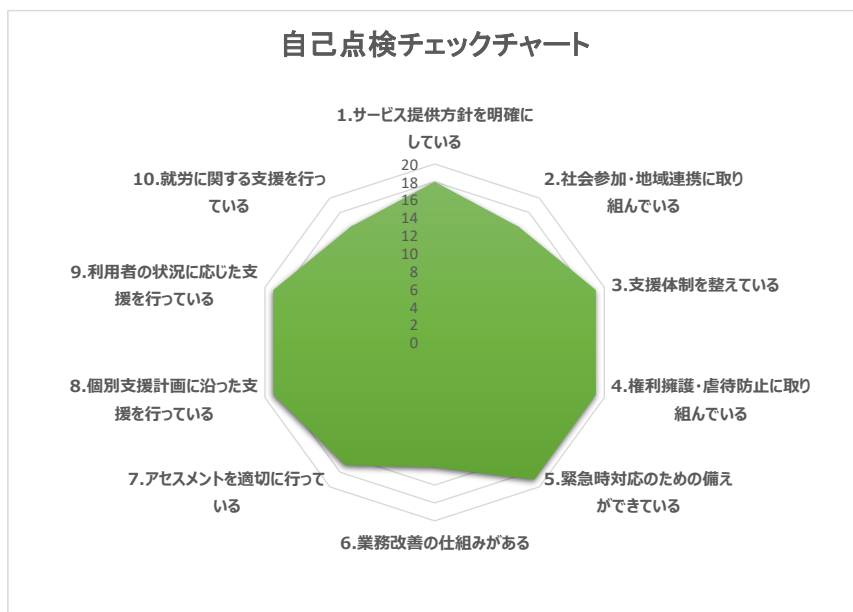 自己点検チェックチャート
1.サービス提供方針を明確に
している
2.社会参加・地域連携に取り
組んでいる
3.支援体制を整えている
4.権利擁護・虐待防止に取り
組んでいる
5.緊急時対応のための備え
ができている
6.業務改善の仕組みがある
7.アセスメントを適切に行って
いる
8.個別支援計画に沿った支
援を行っている
9.利用者の状況に応じた支
援を行っている
10.就労に関する支援を行っ
ている
20
18
16
14
12
10
8
6
4
2
0